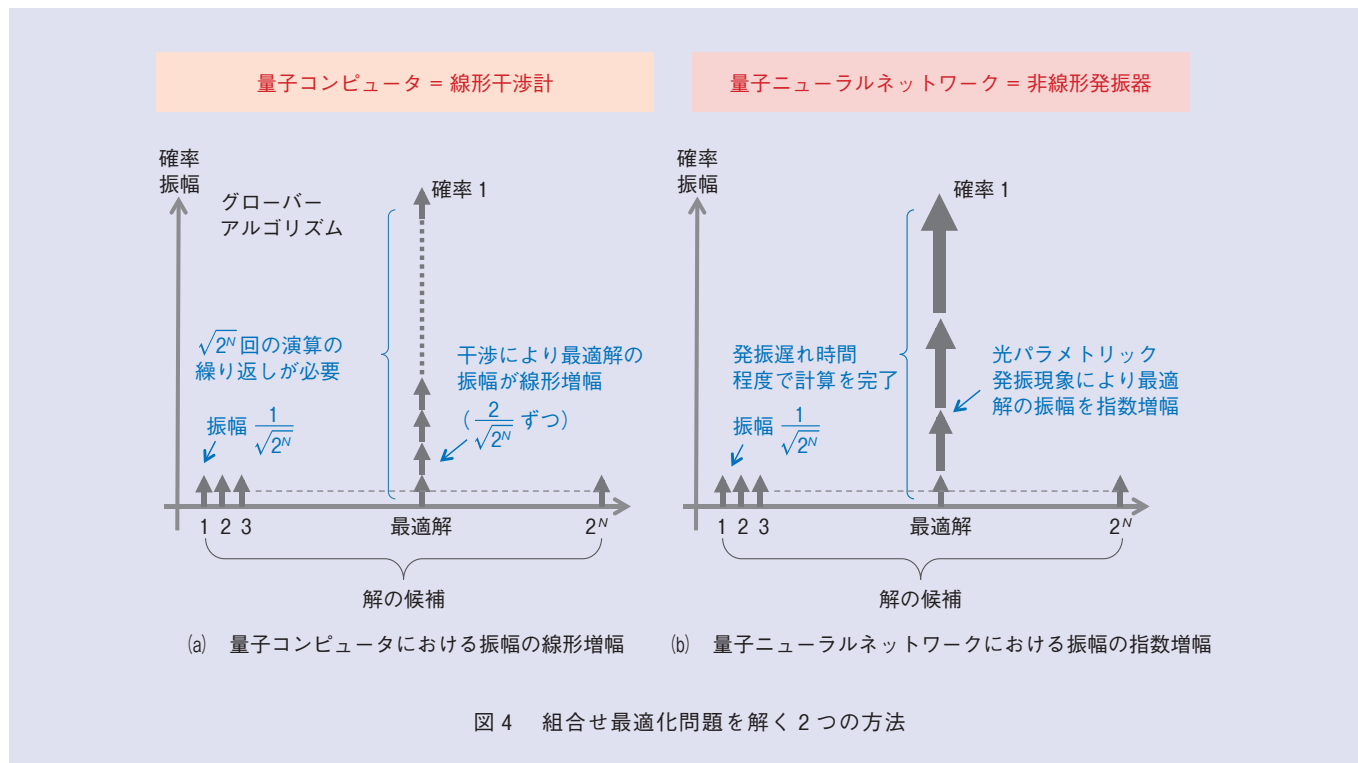 量子コンピュータ = 線形干渉計
確率
振幅
グローバー
アルゴリズム
確率 1
√2ᴺ 回の演算の
繰り返しが必要
干渉により最適解の
振幅が線形増幅
( 2/√2ᴺ ずつ)
振幅 1/√2ᴺ
1 2 3 最適解 2ᴺ
解の候補
(a) 量子コンピュータにおける振幅の線形増幅
量子ニューラルネットワーク = 非線形発振器
確率
振幅
確率 1
発振遅れ時間
程度で計算を完了
光パラメトリック
発振現象により最適
解の振幅を指数増幅
振幅 1/√2ᴺ
1 2 3 最適解 2ᴺ
解の候補
(b) 量子ニューラルネットワークにおける振幅の指数増幅
図 4 組合せ最適化問題を解く 2 つの方法